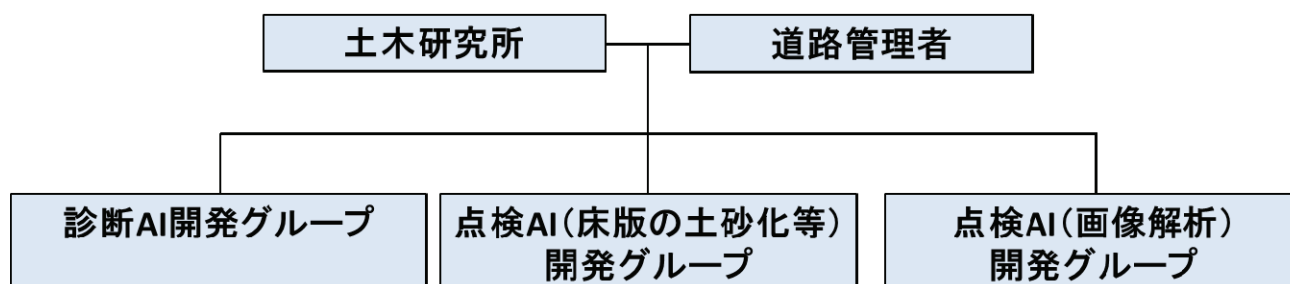 土木研究所
道路管理者
診断AI開発グループ
点検AI(床版の土砂化等)
開発グループ
点検AI(画像解析)
開発グループ